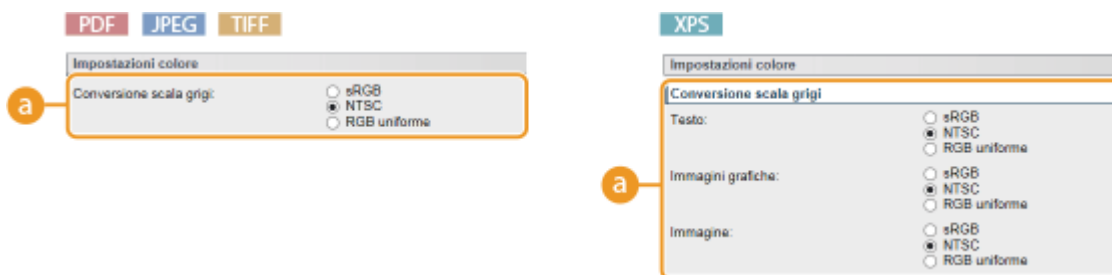 PDF JPEG TIFF
Impostazioni colore
a
Conversione scala grigi:
sRGB
NTSC
RGB uniforme
XPS
Impostazioni colore
Conversione scala grigi
a
Testo:
sRGB
NTSC
RGB uniforme
Immagini grafiche:
sRGB
NTSC
RGB uniforme
Immagine:
sRGB
NTSC
RGB uniforme